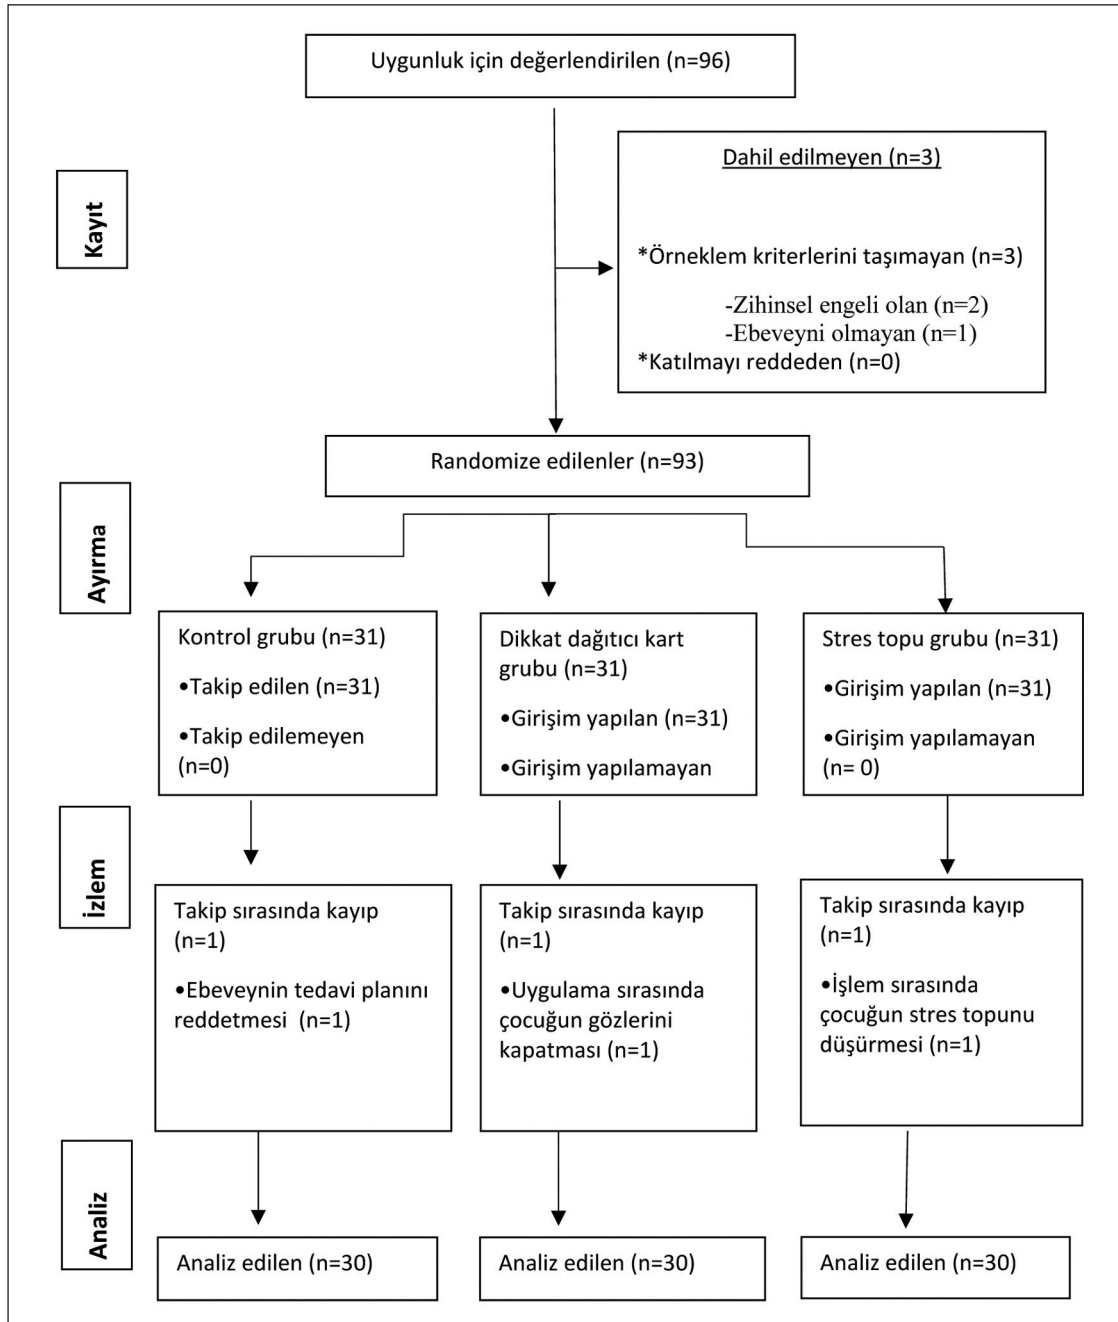 Uygunluk için değerlendirilen (n=96)
Kayıt
Dahil edilmeyen (n=3)
*Örneklem kriterlerini taşımayan (n=3)
-Zihinsel engeli olan (n=2)
-Ebeveyni olmayan (n=1)
*Katılmayı reddeden (n=0)
Randomize edilenler (n=93)
Ayırma
Kontrol grubu (n=31)
•Takip edilen (n=31)
•Takip edilemeyen
(n=0)
Dikkat dağıtıcı kart
grubu (n=31)
•Girişim yapılan (n=31)
•Girişim yapılamayan
Stres topu grubu (n=31)
•Girişim yapılan (n=31)
•Girişim yapılamayan
(n= 0)
İzlem
Takip sırasında kayıp
(n=1)
•Ebeveynin tedavi planını
reddetmesi  (n=1)
Takip sırasında kayıp
(n=1)
•Uygulama sırasında
çocuğun gözlerini
kapatması (n=1)
Takip sırasında kayıp
(n=1)
•İşlem sırasında
çocuğun stres topunu
düşürmesi (n=1)
Analiz
Analiz edilen (n=30)
Analiz edilen (n=30)
Analiz edilen (n=30)